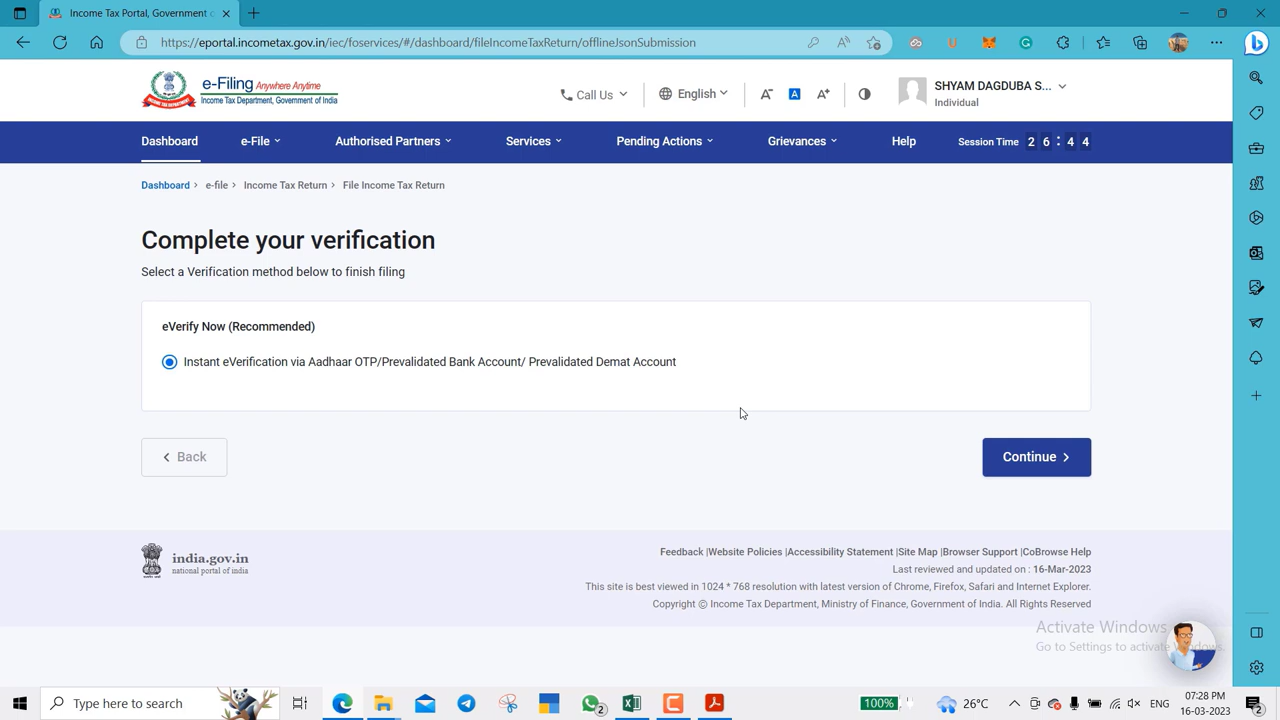 Income Tax Portal, Government o
https://eportal.incometax.gov.in/iec/foservices/#/dashboard/fileIncomeTaxReturn/offlineJsonSubmission
e-Filing Anywhere Anytime
Income Tax Department, Government of India
Call Us
English
A-
A
A+
SHYAM DAGDUBA S...
Individual
Dashboard
e-File
Authorised Partners
Services
Pending Actions
Grievances
Help
Session Time 2 6 : 4 4
Dashboard > e-file > Income Tax Return > File Income Tax Return
Complete your verification
Select a Verification method below to finish filing
eVerify Now (Recommended)
Instant eVerification via Aadhaar OTP/Prevalidated Bank Account/ Prevalidated Demat Account
< Back
Continue >
india.gov.in
national portal of india
Feedback |Website Policies |Accessibility Statement |Site Map |Browser Support |CoBrowse Help
Last reviewed and updated on : 16-Mar-2023
This site is best viewed in 1024 * 768 resolution with latest version of Chrome, Firefox, Safari and Internet Explorer.
Copyright © Income Tax Department, Ministry of Finance, Government of India. All Rights Reserved
Activate Windows
Go to Settings to activate Windows.
Type here to search
2
100%
26°C
ENG
07:28 PM
16-03-2023
2